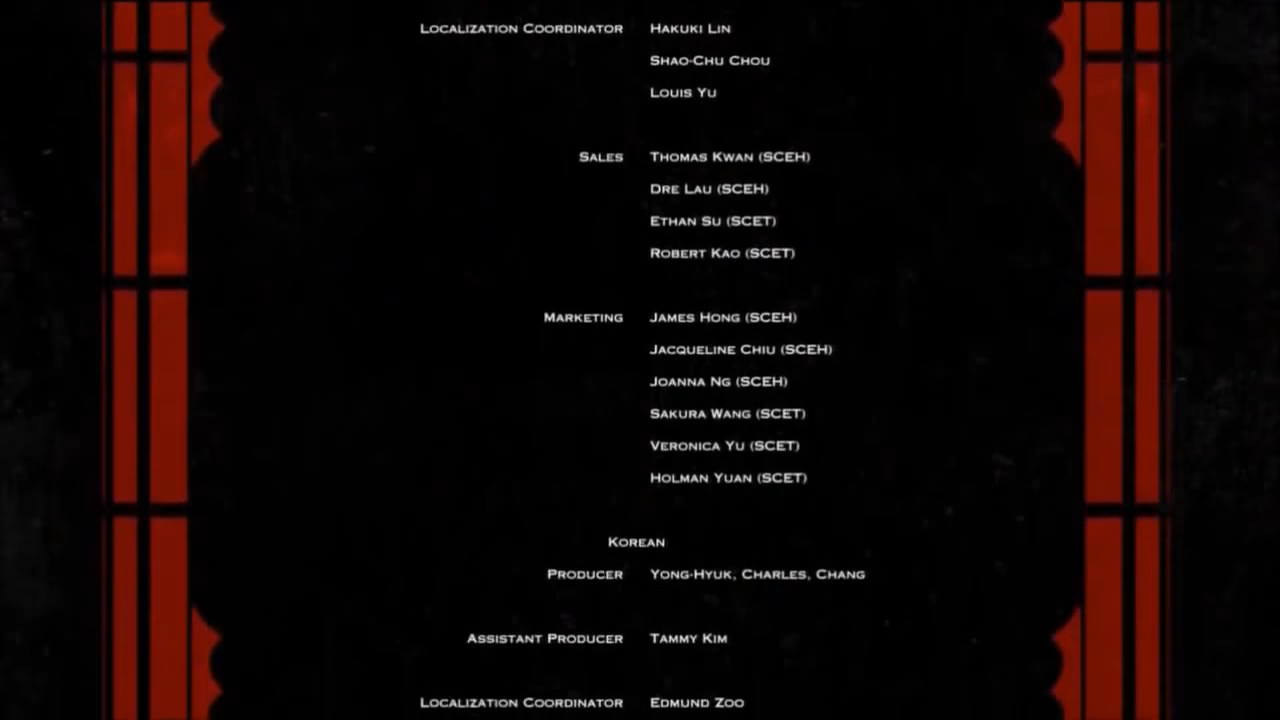 Localization Coordinator Hakuki Lin
Shao-Chu Chou
Louis Yu
Sales Thomas Kwan (SCEH)
Dre Lau (SCEH)
Ethan Su (SCET)
Robert Kao (SCET)
Marketing James Hong (SCEH)
Jacqueline Chiu (SCEH)
Joanna Ng (SCEH)
Sakura Wang (SCET)
Veronica Yu (SCET)
Holman Yuan (SCET)
Korean
Producer Yong-Hyuk, Charles, Chang
Assistant Producer Tammy Kim
Localization Coordinator Edmund Zoo